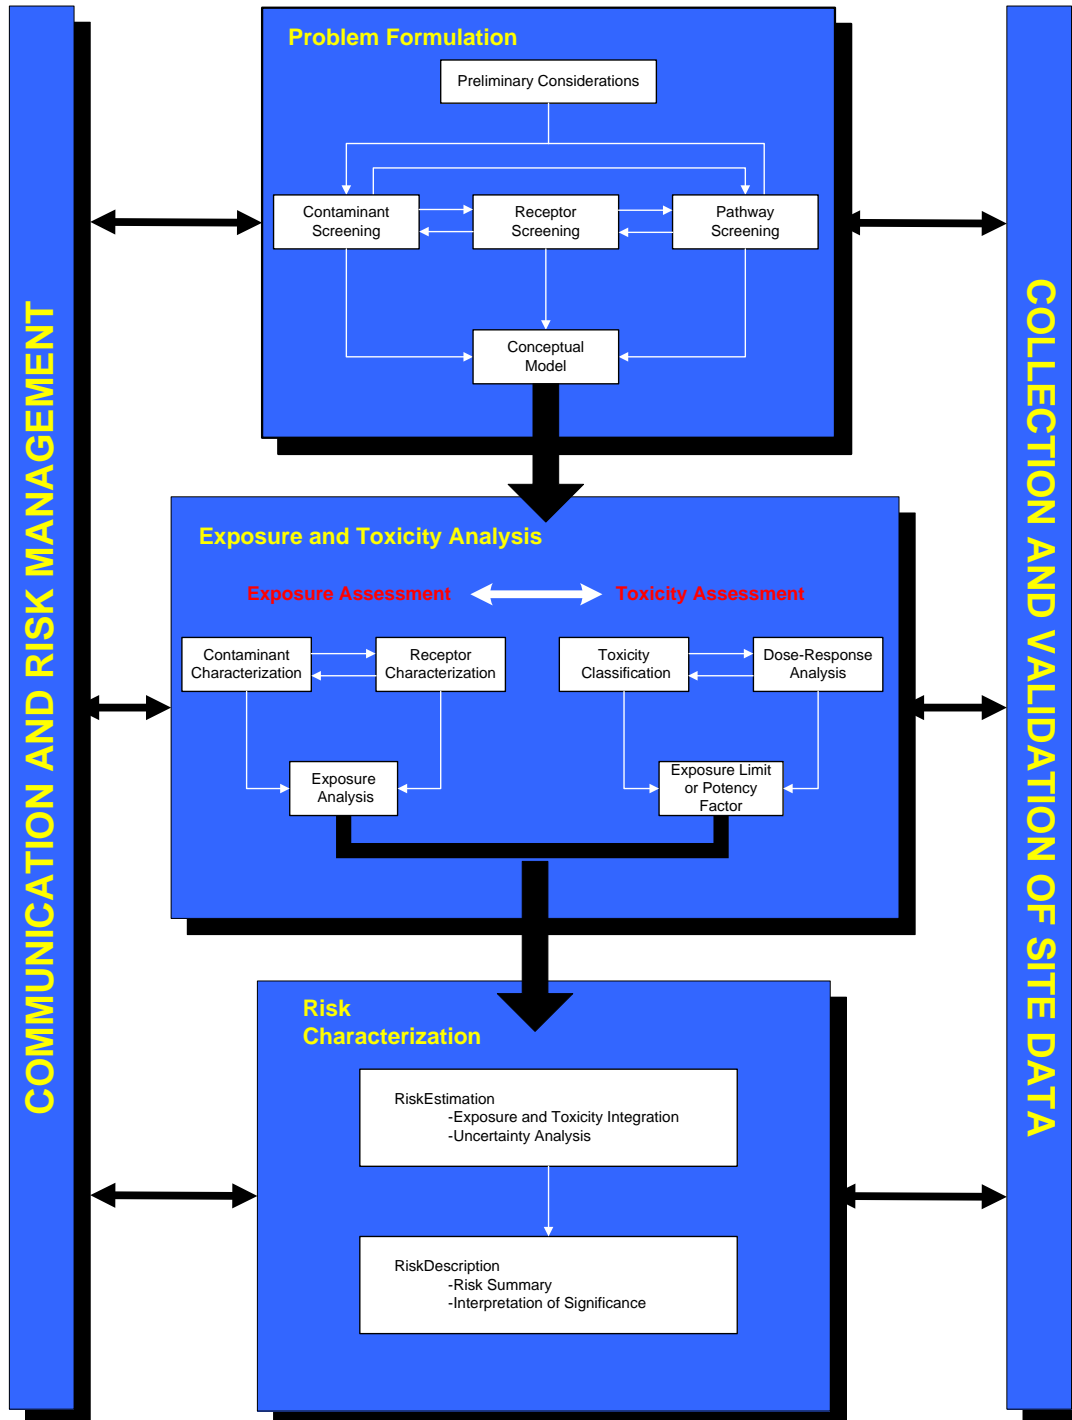 COMMUNICATION AND RISK MANAGEMENT
Problem Formulation
Preliminary Considerations
Contaminant
Screening
Receptor
Screening
Pathway
Screening
Conceptual
Model
Exposure and Toxicity Analysis
Exposure Assessment
Toxicity Assessment
Contaminant
Characterization
Receptor
Characterization
Toxicity
Classification
Dose-Response
Analysis
Exposure
Analysis
Exposure Limit
or Potency
Factor
Risk
Characterization
RiskEstimation
-Exposure and Toxicity Integration
-Uncertainty Analysis
RiskDescription
-Risk Summary
-Interpretation of Significance
COLLECTION AND VALIDATION OF SITE DATA